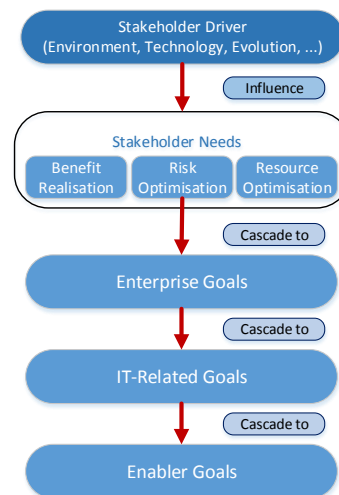 Stakeholder Driver
(Environment, Technology, Evolution, ...)
Influence
Stakeholder Needs
Benefit
Realisation
Risk
Optimisation
Resource
Optimisation
Cascade to
Enterprise Goals
Cascade to
IT-Related Goals
Cascade to
Enabler Goals